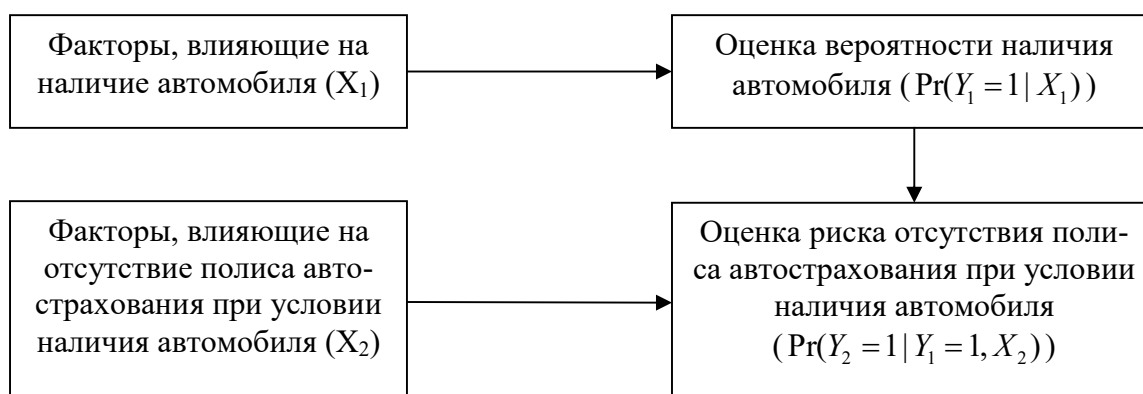 Факторы, влияющие на
наличие автомобиля (X₁)
Оценка вероятности наличия
автомобиля ( Pr(Y₁ = 1 | X₁) )
Факторы, влияющие на
отсутствие полиса авто-
страхования при условии
наличия автомобиля (X₂)
Оценка риска отсутствия поли-
са автострахования при условии
наличия автомобиля
( Pr(Y₂ = 1 | Y₁ = 1, X₂) )